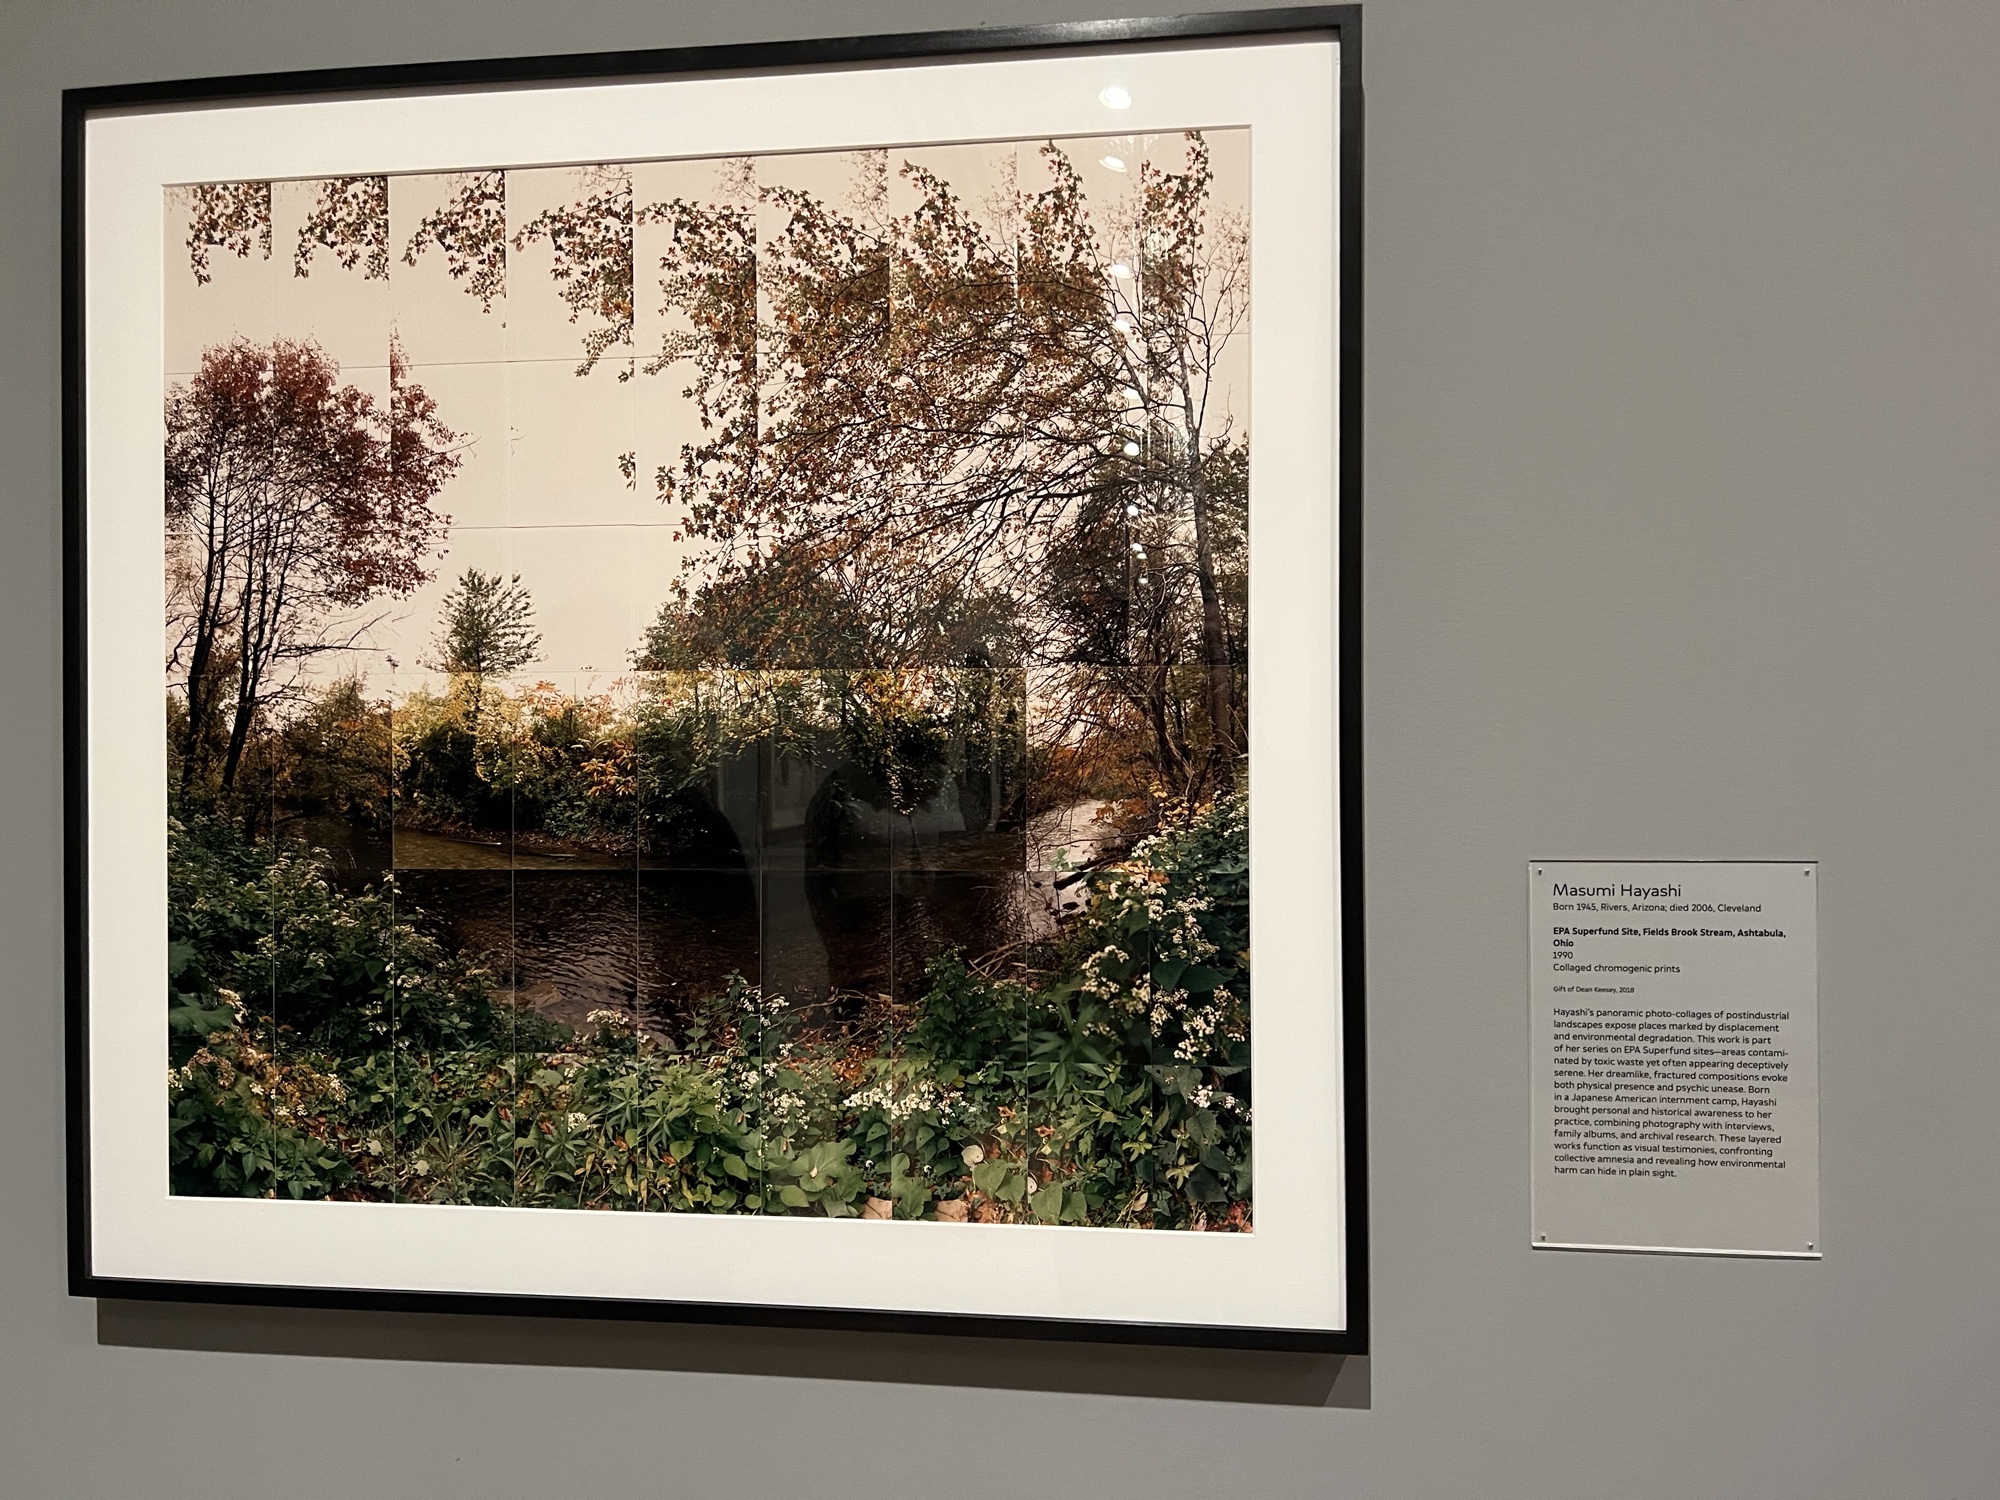 Masumi Hayashi
Born 1945, Rivers, Arizona; died 2006, Cleveland
EPA Superfund Site, Fields Brook Stream, Ashtabula,
Ohio
1990
Collaged chromogenic prints
Gift of Dean Keesey, 2018
Hayashi's panoramic photo-collages of postindustrial
landscapes expose places marked by displacement
and environmental degradation. This work is part
of her series on EPA Superfund sites—areas contami-
nated by toxic waste yet often appearing deceptively
serene. Her dreamlike, fractured compositions evoke
both physical presence and psychic unease. Born
in a Japanese American internment camp, Hayashi
brought personal and historical awareness to her
practice, combining photography with interviews,
family albums, and archival research. These layered
works function as visual testimonies, confronting
collective amnesia and revealing how environmental
harm can hide in plain sight.